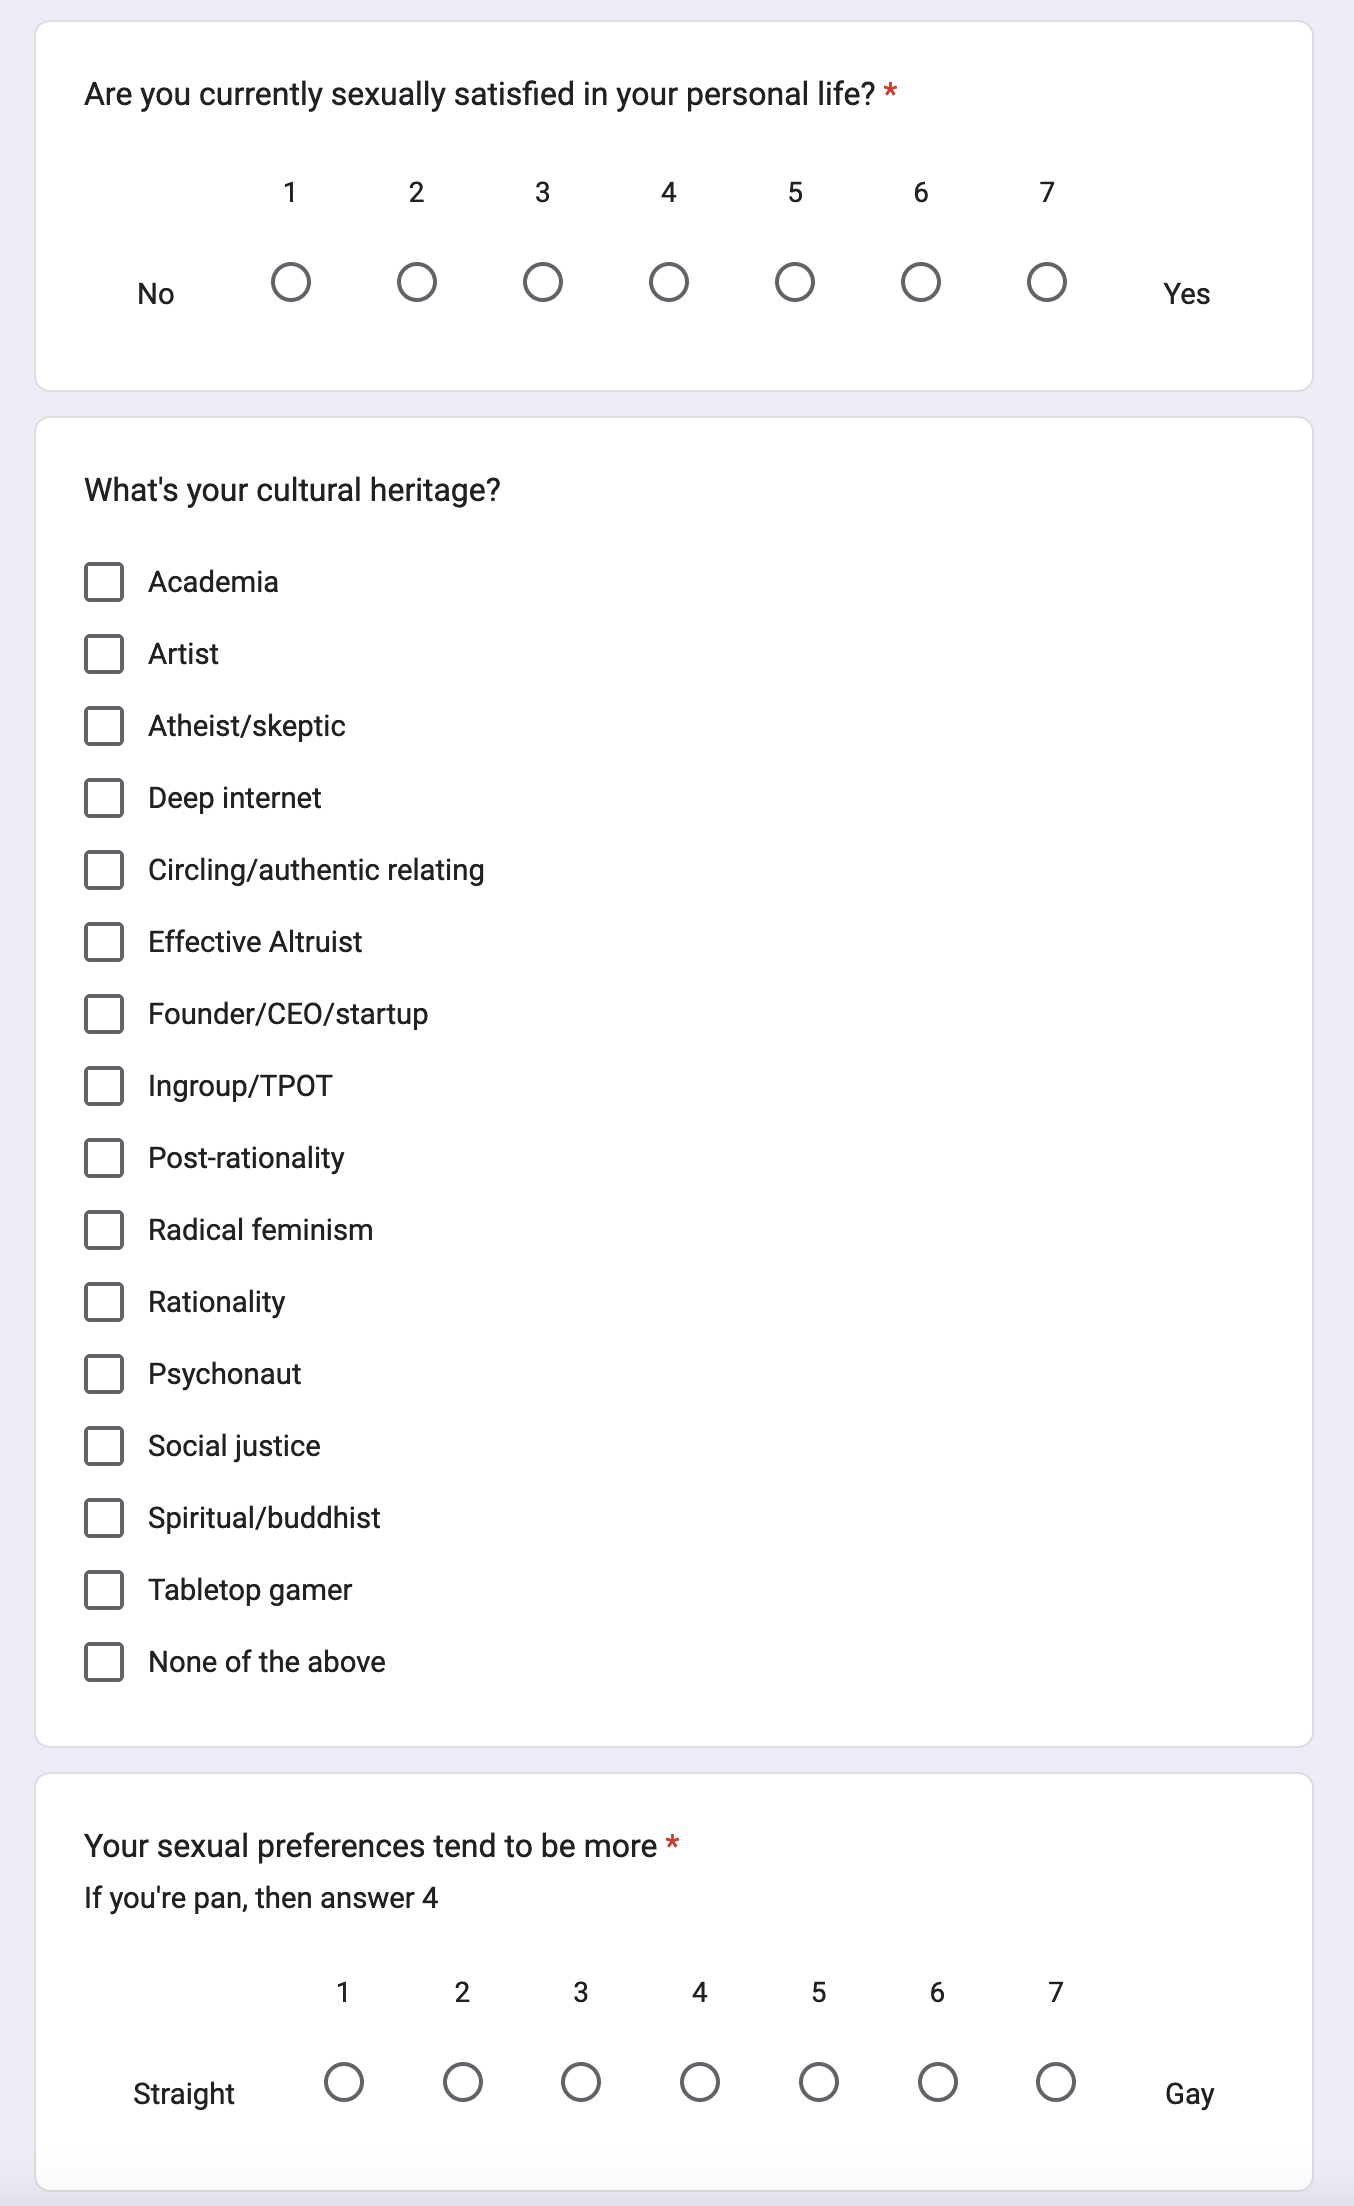 Are you currently sexually satisfied in your personal life? *
1 2 3 4 5 6 7
No Yes
What's your cultural heritage?
Academia
Artist
Atheist/skeptic
Deep internet
Circling/authentic relating
Effective Altruist
Founder/CEO/startup
Ingroup/TPOT
Post-rationality
Radical feminism
Rationality
Psychonaut
Social justice
Spiritual/buddhist
Tabletop gamer
None of the above
Your sexual preferences tend to be more *
If you're pan, then answer 4
1 2 3 4 5 6 7
Straight Gay